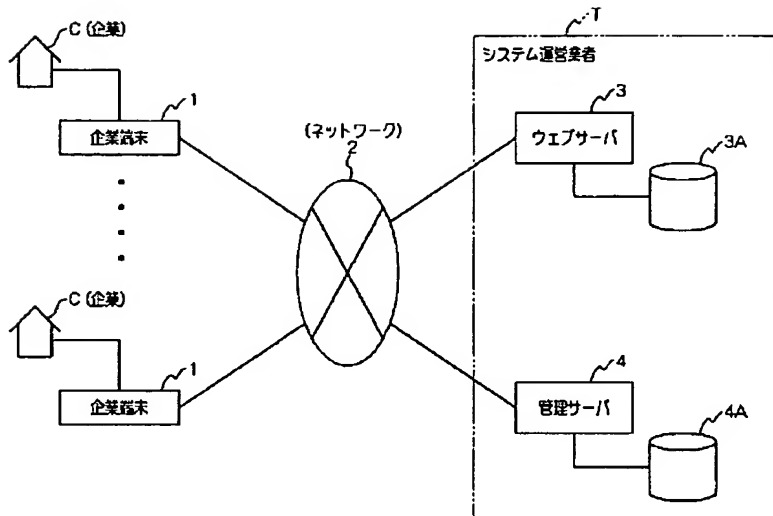 T
システム運営業者
C (企業)
1
企業端末
(ネットワーク)
2
3
ウェブサーバ
3A
C (企業)
1
企業端末
4
管理サーバ
4A